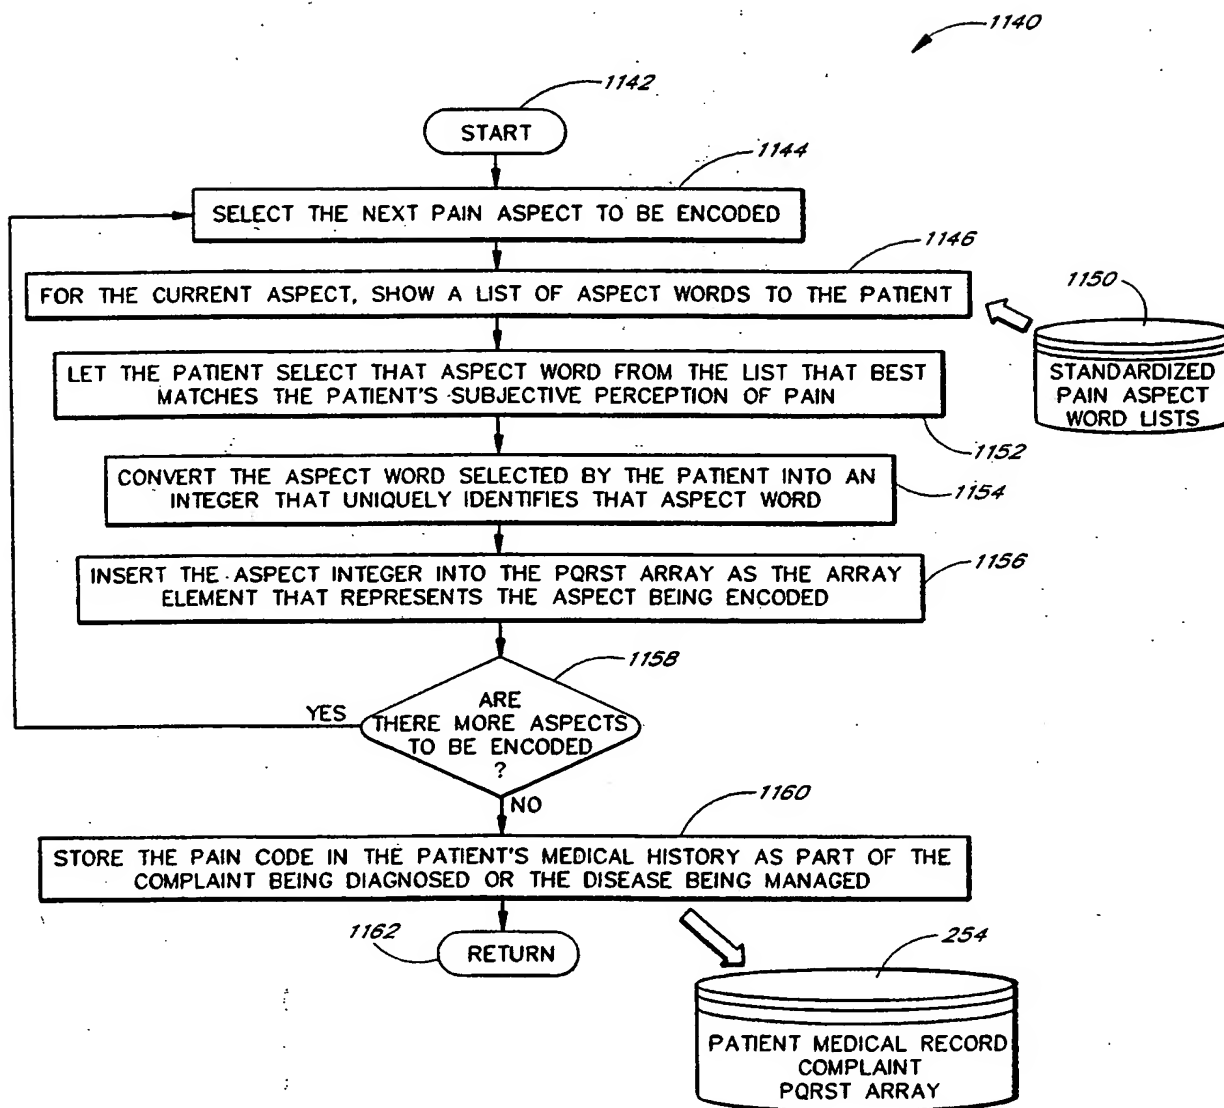 1140
1142
START
1144
SELECT THE NEXT PAIN ASPECT TO BE ENCODED
1146
FOR THE CURRENT ASPECT, SHOW A LIST OF ASPECT WORDS TO THE PATIENT
1150
STANDARDIZED
PAIN ASPECT
WORD LISTS
LET THE PATIENT SELECT THAT ASPECT WORD FROM THE LIST THAT BEST
MATCHES THE PATIENT'S SUBJECTIVE PERCEPTION OF PAIN
1152
CONVERT THE ASPECT WORD SELECTED BY THE PATIENT INTO AN
INTEGER THAT UNIQUELY IDENTIFIES THAT ASPECT WORD
1154
INSERT THE ASPECT INTEGER INTO THE PQRST ARRAY AS THE ARRAY
ELEMENT THAT REPRESENTS THE ASPECT BEING ENCODED
1156
1158
ARE
THERE MORE ASPECTS
TO BE ENCODED
?
YES
NO
1160
STORE THE PAIN CODE IN THE PATIENT'S MEDICAL HISTORY AS PART OF THE
COMPLAINT BEING DIAGNOSED OR THE DISEASE BEING MANAGED
1162
RETURN
254
PATIENT MEDICAL RECORD
COMPLAINT
PQRST ARRAY